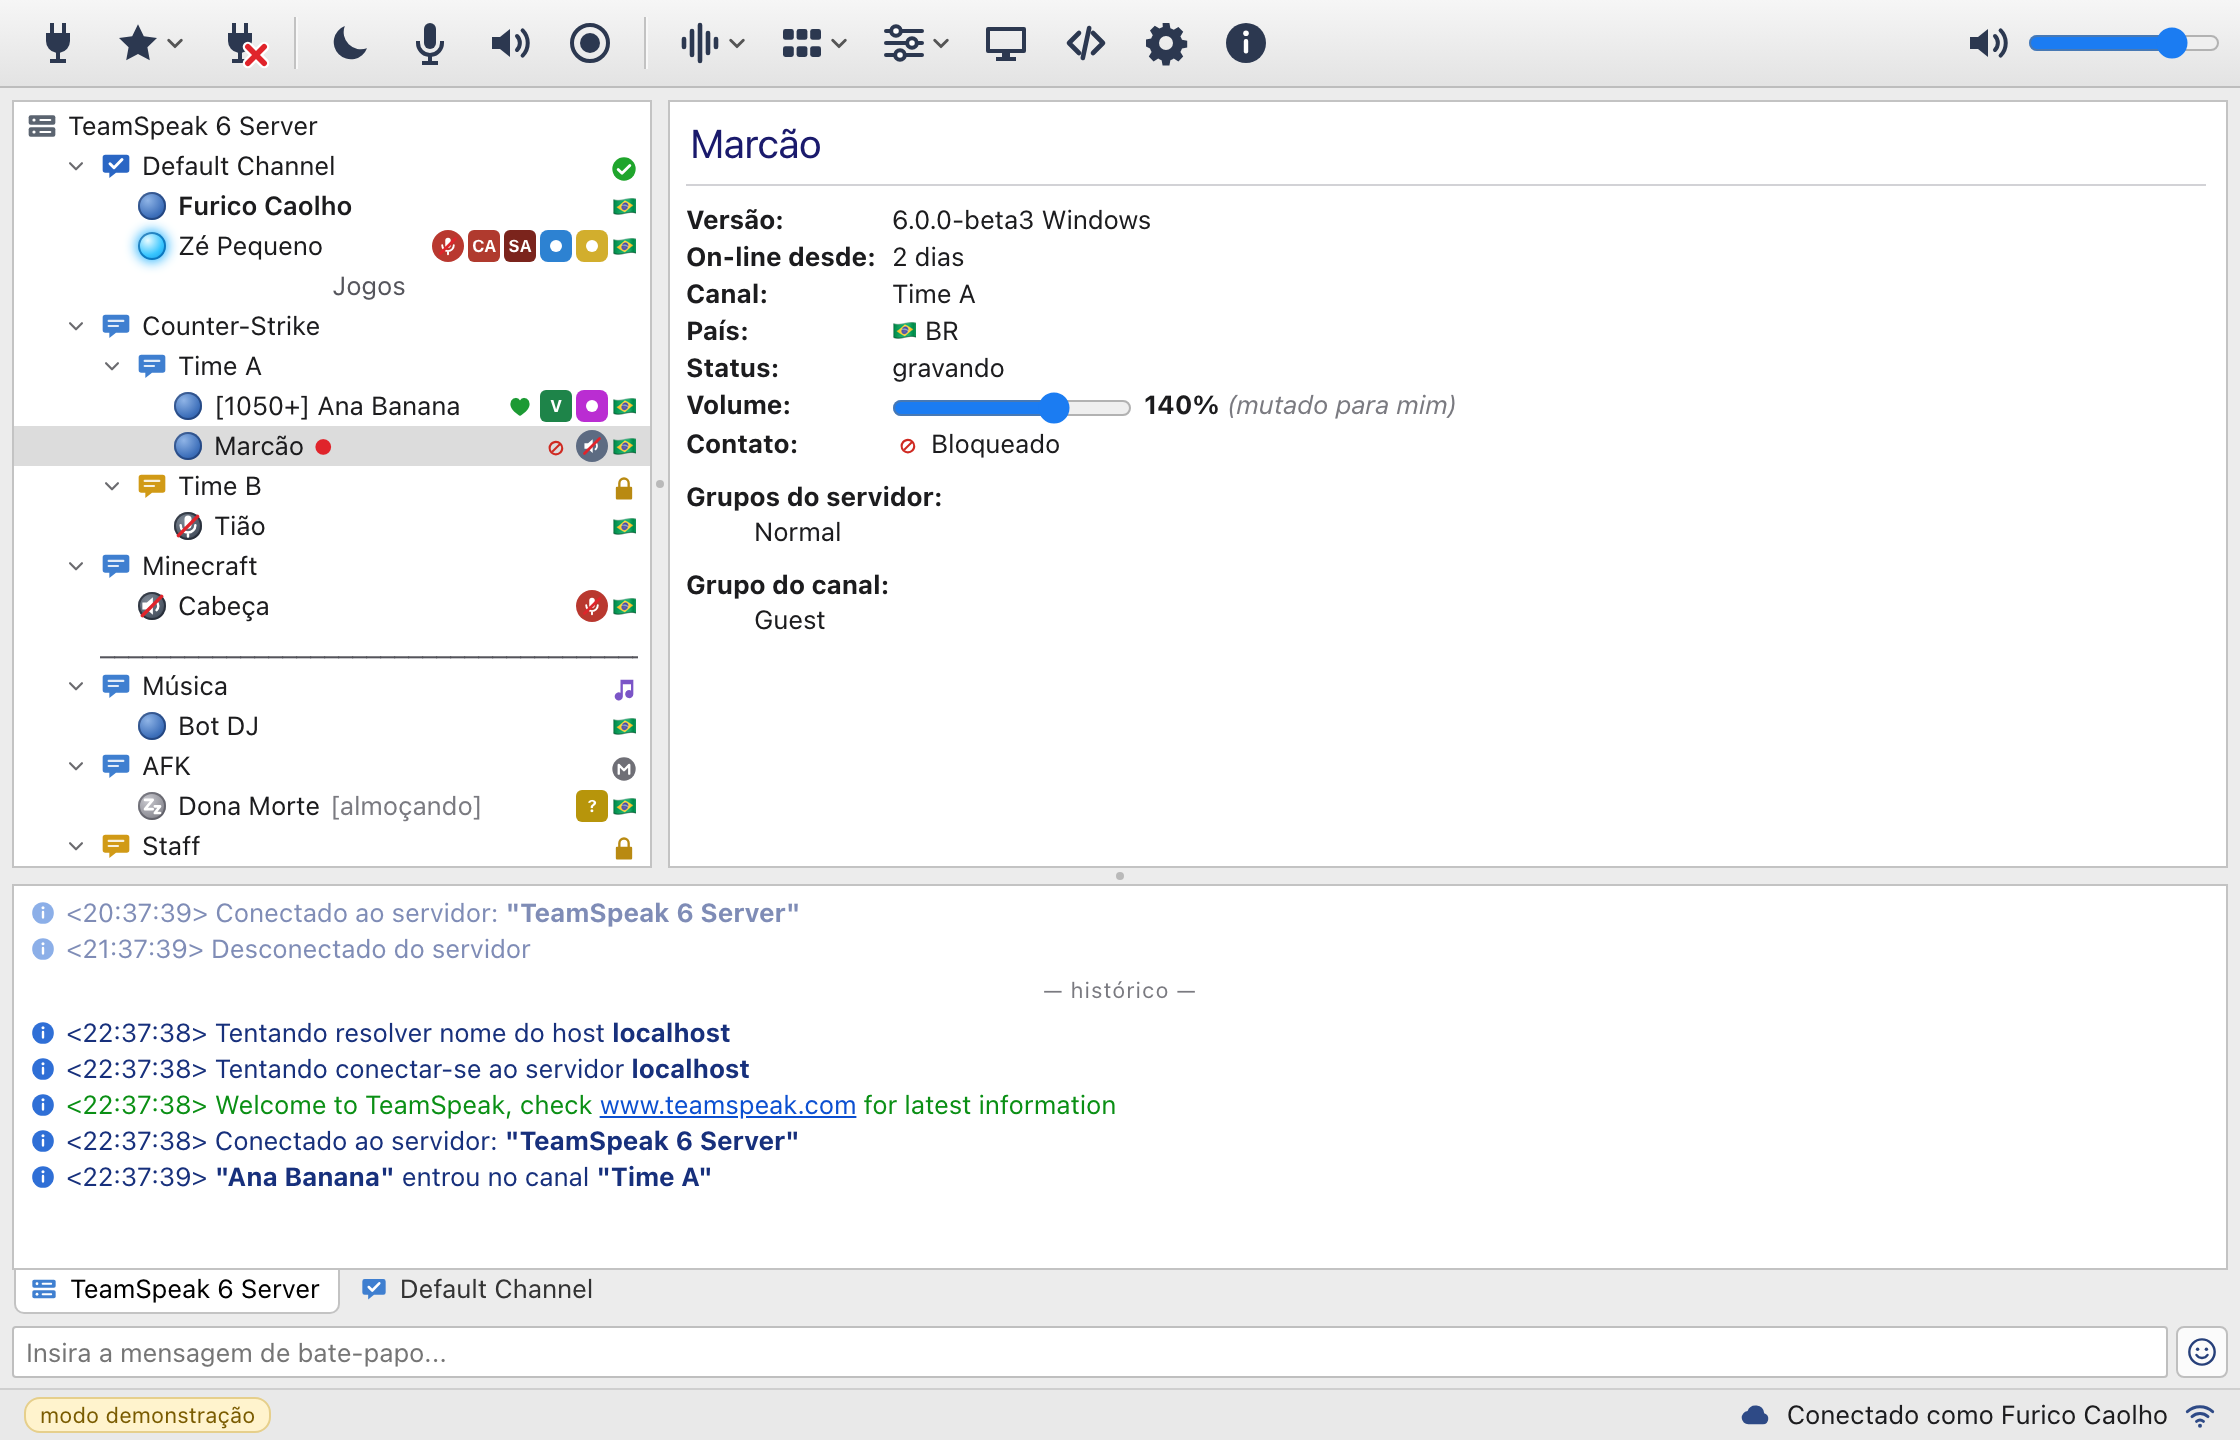 TeamSpeak 6 Server
Default Channel
Furico Caolho
Zé Pequeno CA SA
Jogos
Counter-Strike
Time A
[1050+] Ana Banana V
Marcão
Time B
Tião
Minecraft
Cabeça
Música
Bot DJ
AFK M
Dona Morte [almoçando] ?
Staff
Marcão
Versão: 6.0.0-beta3 Windows
On-line desde: 2 dias
Canal: Time A
País: BR
Status: gravando
Volume: 140% (mutado para mim)
Contato: Bloqueado
Grupos do servidor:
Normal
Grupo do canal:
Guest
<20:37:39> Conectado ao servidor: "TeamSpeak 6 Server"
<21:37:39> Desconectado do servidor
— histórico —
<22:37:38> Tentando resolver nome do host localhost
<22:37:38> Tentando conectar-se ao servidor localhost
<22:37:38> Welcome to TeamSpeak, check www.teamspeak.com for latest information
<22:37:38> Conectado ao servidor: "TeamSpeak 6 Server"
<22:37:39> "Ana Banana" entrou no canal "Time A"
TeamSpeak 6 Server Default Channel
Insira a mensagem de bate-papo...
modo demonstração Conectado como Furico Caolho